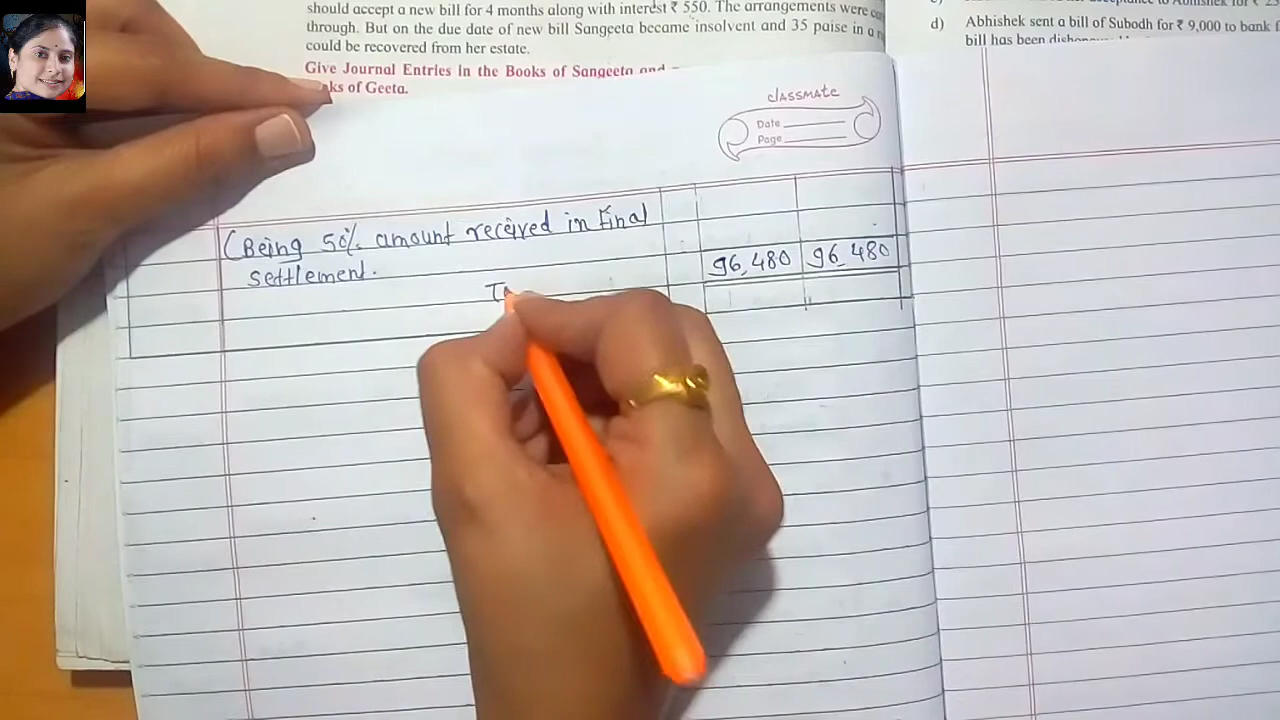 should accept a new bill for 4 months along with interest ₹ 550. The arrangements were
through. But on the due date of new bill Sangeeta became insolvent and 35 paise in a
could be recovered from her estate.
Give Journal Entries in the Books of Sangeeta and
of Geeta.
d) Abhishek sent a bill of Subodh for ₹ 9,000 to bank
bill has been
classmate
Date
Page
(Being 50% amount received in Final
settlement.
96,480 96,480